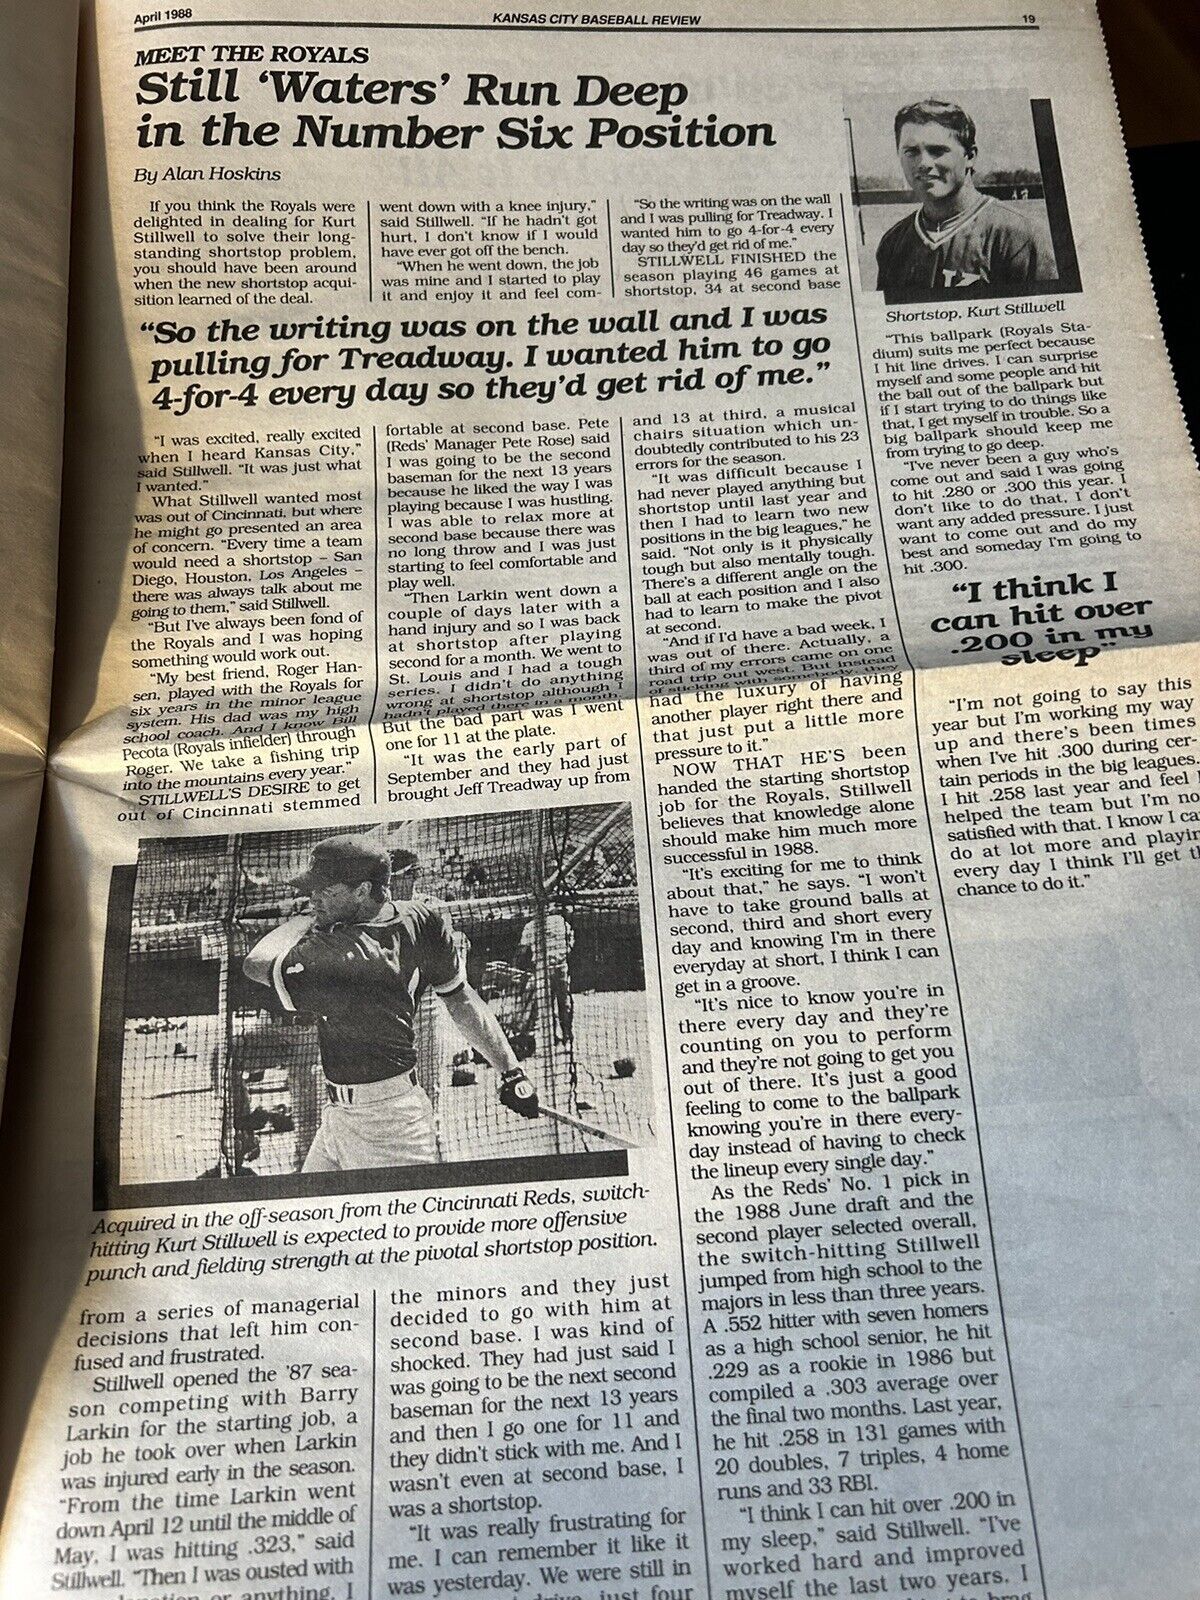 April 1988
KANSAS CITY BASEBALL REVIEW
19
MEET THE ROYALS
Still ‘Waters’ Run Deep
in the Number Six Position
By Alan Hoskins
If you think the Royals were
delighted in dealing for Kurt
Stillwell to solve their long-
standing shortstop problem,
you should have been around
when the new shortstop acqui-
sition learned of the deal.
“So the writing was on the wall and I was
pulling for Treadway. I wanted him to go
4-for-4 every day so they’d get rid of me.”
“I was excited, really excited
when I heard Kansas City,”
said Stillwell. “It was just what
I wanted.”
What Stillwell wanted most
was out of Cincinnati, but where
he might go presented an area
of concern. “Every time a team
would need a shortstop – San
Diego, Houston, Los Angeles –
there was always talk about me
going to them,” said Stillwell.
“But I’ve always been fond of
the Royals and I was hoping
something would work out.
“My best friend, Roger Han-
sen, played with the Royals for
six years in the minor league
system. His dad was my high
school coach. And I know Bill
Pecota (Royals infielder) through
Roger. We take a fishing trip
into the mountains every year.”
STILLWELL’S DESIRE to get
out of Cincinnati stemmed
Acquired in the off-season from the Cincinnati Reds, switch-
hitting Kurt Stillwell is expected to provide more offensive
punch and fielding strength at the pivotal shortstop position.
from a series of managerial
decisions that left him con-
fused and frustrated.
Stillwell opened the ’87 sea-
son competing with Barry
Larkin for the starting job, a
job he took over when Larkin
was injured early in the season.
“From the time Larkin went
down April 12 until the middle of
May, I was hitting .323,” said
Stillwell. “Then I was ousted with
or anything. I
went down with a knee injury,”
said Stillwell. “If he hadn’t got
hurt, I don’t know if I would
have ever got off the bench.
“When he went down, the job
was mine and I started to play
it and enjoy it and feel com-
fortable at second base. Pete
(Reds’ Manager Pete Rose) said
I was going to be the second
baseman for the next 13 years
because he liked the way I was
playing because I was hustling.
I was able to relax more at
second base because there was
no long throw and I was just
starting to feel comfortable and
play well.
“Then Larkin went down a
couple of days later with a
hand injury and so I was back
at shortstop after playing
second for a month. We went to
St. Louis and I had a tough
series. I didn’t do anything
wrong at shortstop although I
hadn’t played there in a month.
But the bad part was I went
one for 11 at the plate.
“It was the early part of
September and they had just
brought Jeff Treadway up from
the minors and they just
decided to go with him at
second base. I was kind of
shocked. They had just said I
was going to be the next second
baseman for the next 13 years
and then I go one for 11 and
they didn’t stick with me. And I
wasn’t even at second base, I
was a shortstop.
“It was really frustrating for
me. I can remember it like it
was yesterday. We were still in
drive, just four
“So the writing was on the wall
and I was pulling for Treadway. I
wanted him to go 4-for-4 every
day so they’d get rid of me.”
STILLWELL FINISHED the
season playing 46 games at
shortstop, 34 at second base
and 13 at third, a musical
chairs situation which un-
doubtedly contributed to his 23
errors for the season.
“It was difficult because I
had never played anything but
shortstop until last year and
then I had to learn two new
positions in the big leagues,” he
said. “Not only is it physically
tough but also mentally tough.
There’s a different angle on the
ball at each position and I also
had to learn to make the pivot
at second.
“And if I’d have a bad week, I
was out of there. Actually, a
third of my errors came on one
road trip out west. But instead
of sticking with somebody, they
had the luxury of having
another player right there and
that just put a little more
pressure to it.”
NOW THAT HE’S been
handed the starting shortstop
job for the Royals, Stillwell
believes that knowledge alone
should make him much more
successful in 1988.
“It’s exciting for me to think
about that,” he says. “I won’t
have to take ground balls at
second, third and short every
day and knowing I’m in there
everyday at short, I think I can
get in a groove.
“It’s nice to know you’re in
there every day and they’re
counting on you to perform
and they’re not going to get you
out of there. It’s just a good
feeling to come to the ballpark
knowing you’re in there every-
day instead of having to check
the lineup every single day.”
As the Reds’ No. 1 pick in
the 1988 June draft and the
second player selected overall,
the switch-hitting Stillwell
jumped from high school to the
majors in less than three years.
A .552 hitter with seven homers
as a high school senior, he hit
.229 as a rookie in 1986 but
compiled a .303 average over
the final two months. Last year,
he hit .258 in 131 games with
20 doubles, 7 triples, 4 home
runs and 33 RBI.
“I think I can hit over .200 in
my sleep,” said Stillwell. “I’ve
worked hard and improved
myself the last two years. I
Shortstop, Kurt Stillwell
“This ballpark (Royals Sta-
dium) suits me perfect because
I hit line drives. I can surprise
myself and some people and hit
the ball out of the ballpark but
if I start trying to do things like
that, I get myself in trouble. So a
big ballpark should keep me
from trying to go deep.
“I’ve never been a guy who’s
come out and said I was going
to hit .280 or .300 this year. I
don’t like to do that. I don’t
want any added pressure. I just
want to come out and do my
best and someday I’m going to
hit .300.
“I think I
can hit over
.200 in my
sleep”
“I’m not going to say this
year but I’m working my way
up and there’s been times
when I’ve hit .300 during cer-
tain periods in the big leagues.
I hit .258 last year and feel I
helped the team but I’m no
satisfied with that. I know I ca
do at lot more and playin
every day I think I’ll get th
chance to do it.”